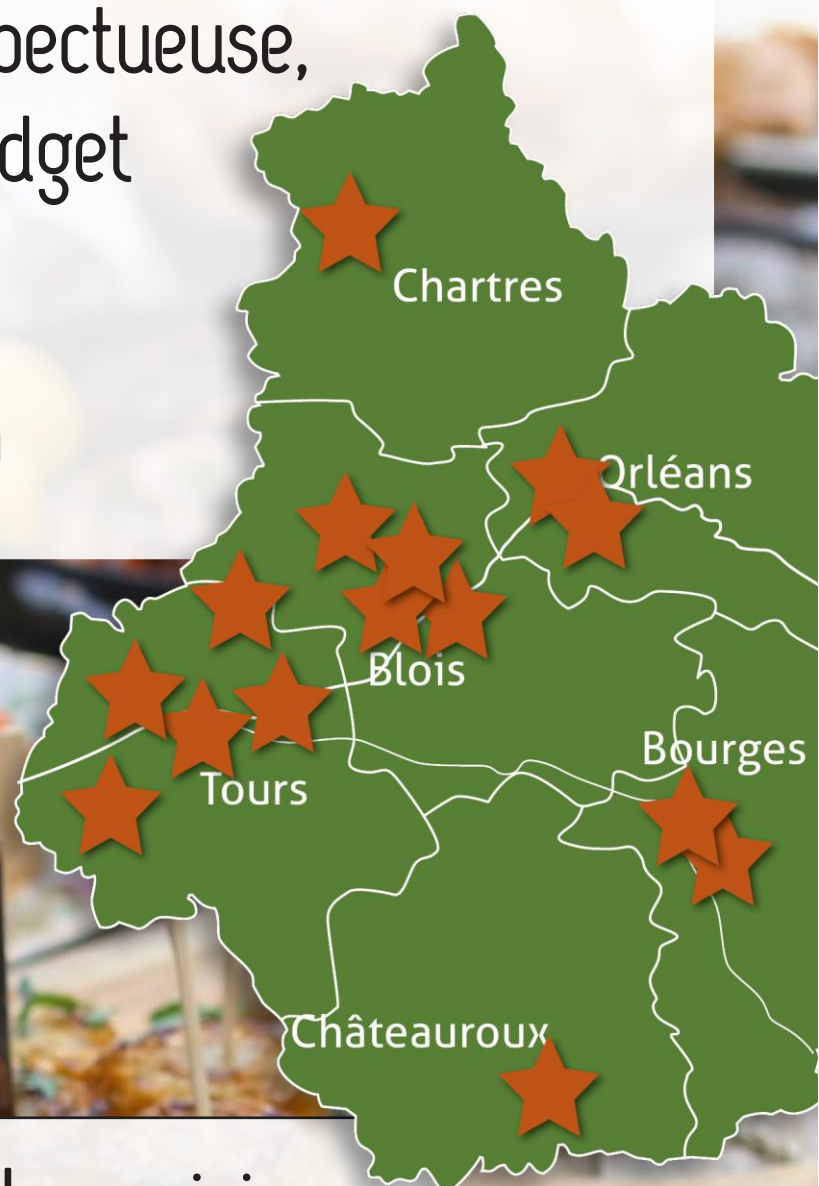 pectueuse,
dget
Chartres
Orléans
Blois
Bourges
Tours
Châteauroux